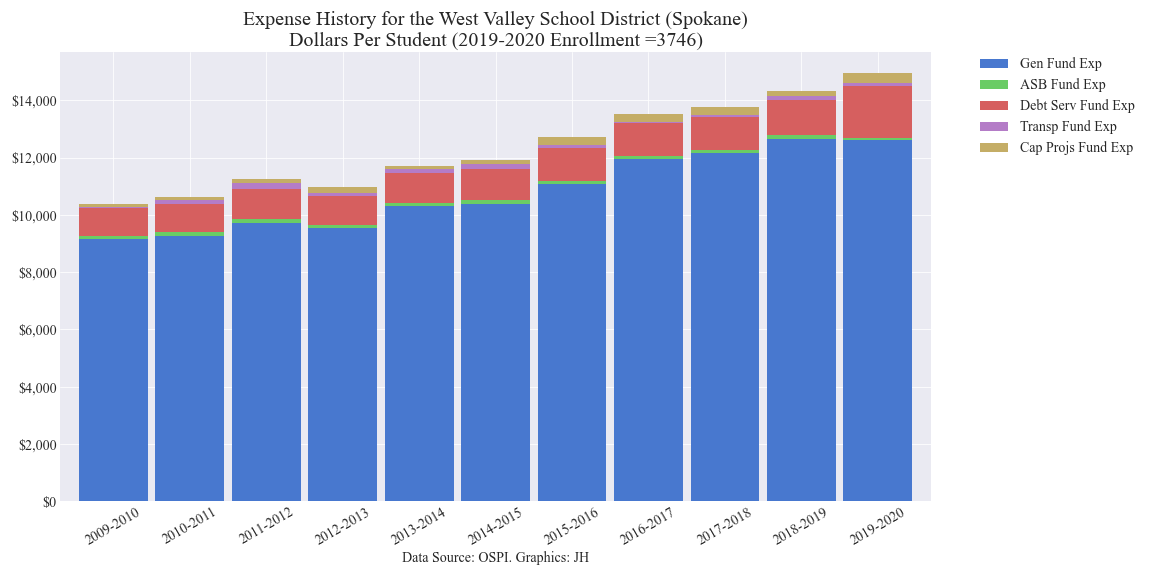 Expense History for the West Valley School District (Spokane)
Dollars Per Student (2019-2020 Enrollment =3746)
Gen Fund Exp
ASB Fund Exp
Debt Serv Fund Exp
Transp Fund Exp
Cap Projs Fund Exp
$14,000
$12,000
$10,000
$8,000
$6,000
$4,000
$2,000
$0
2009-2010
2010-2011
2011-2012
2012-2013
2013-2014
2014-2015
2015-2016
2016-2017
2017-2018
2018-2019
2019-2020
Data Source: OSPI. Graphics: JH